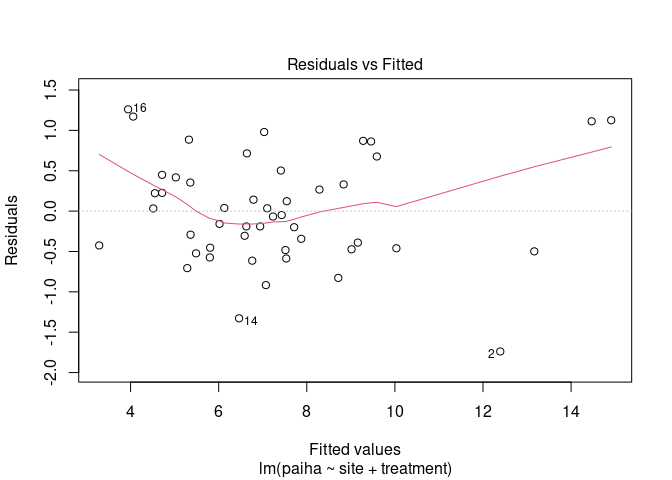 Residuals vs Fitted
Residuals
1.5
1.0
0.5
0.0
-0.5
-1.0
-1.5
-2.0
16
14
2
4 6 8 10 12 14
Fitted values
lm(paiha ~ site + treatment)